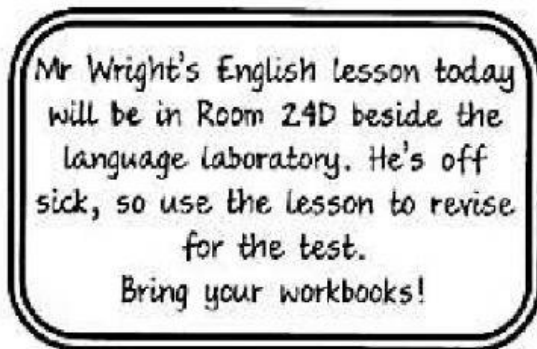 Mr Wright's English lesson today
will be in Room 24D beside the
language laboratory. He's off
sick, so use the lesson to revise
for the test.
Bring your workbooks!